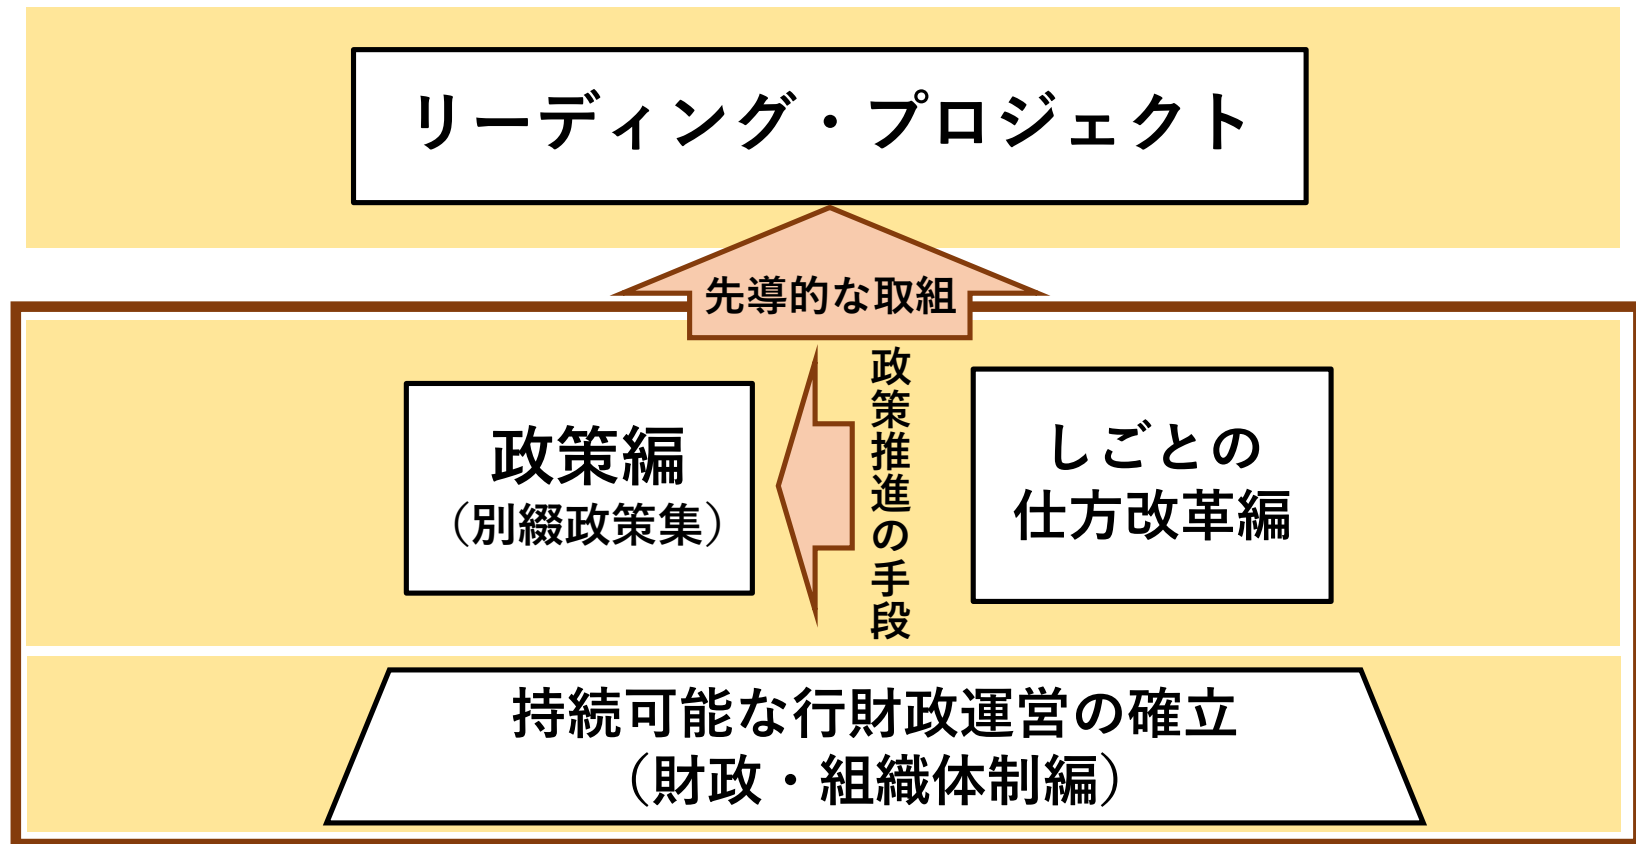 リーディング・プロジェクト
先導的な取組
政策編
（別綴政策集）
政策推進の手段
しごとの
仕方改革編
持続可能な行財政運営の確立
（財政・組織体制編）